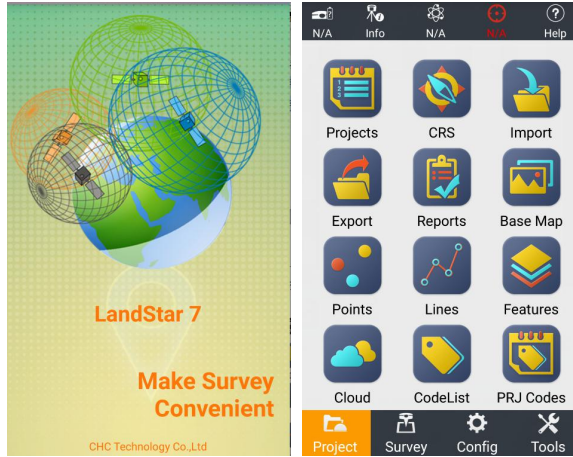 LandStar 7
Make Survey
Convenient
CHC Technology Co.,Ltd
N/A Info N/A N/A Help
Projects CRS Import
Export Reports Base Map
Points Lines Features
Cloud CodeList PRJ Codes
Project Survey Config Tools